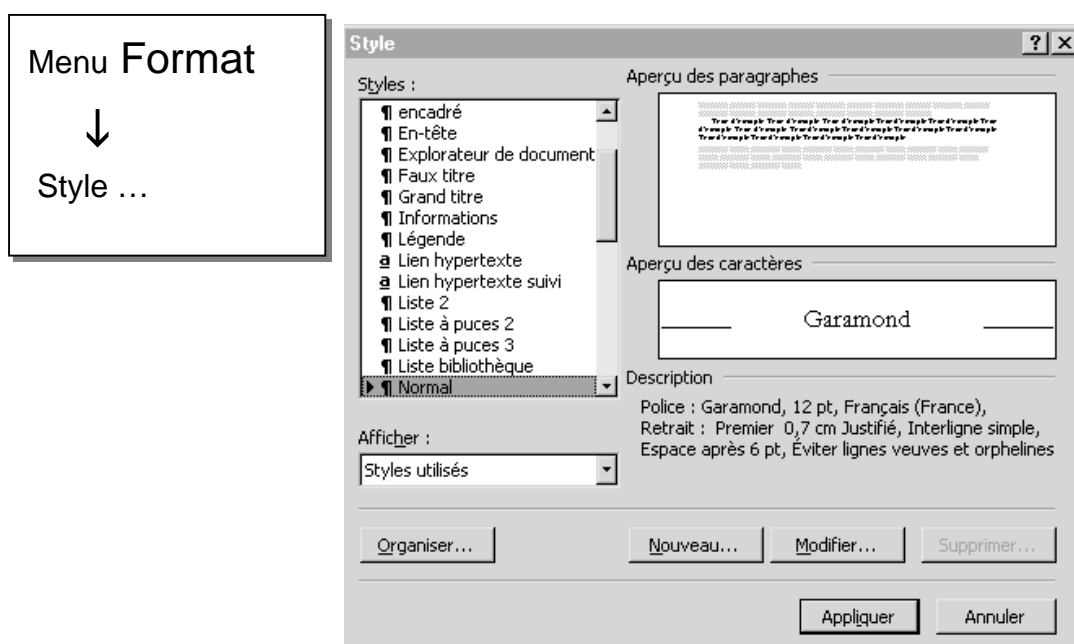 Menu Format
↓
Style …
Style
Styles :
¶ encadré
¶ En-tête
¶ Explorateur de document
¶ Faux titre
¶ Grand titre
¶ Informations
¶ Légende
a Lien hypertexte
a Lien hypertexte suivi
¶ Liste 2
¶ Liste à puces 2
¶ Liste à puces 3
¶ Liste bibliothèque
¶ Normal
Afficher :
Styles utilisés
Aperçu des paragraphes
Aperçu des caractères
Garamond
Description
Police : Garamond, 12 pt, Français (France),
Retrait : Premier 0,7 cm Justifié, Interligne simple,
Espace après 6 pt, Éviter lignes veuves et orphelines
Organiser...
Nouveau...
Modifier...
Supprimer...
Appliquer
Annuler